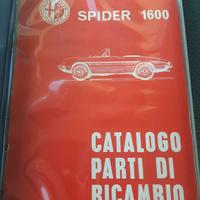 SPIDER 1600
CATALOGO
PARTI DI
RICAMBIO